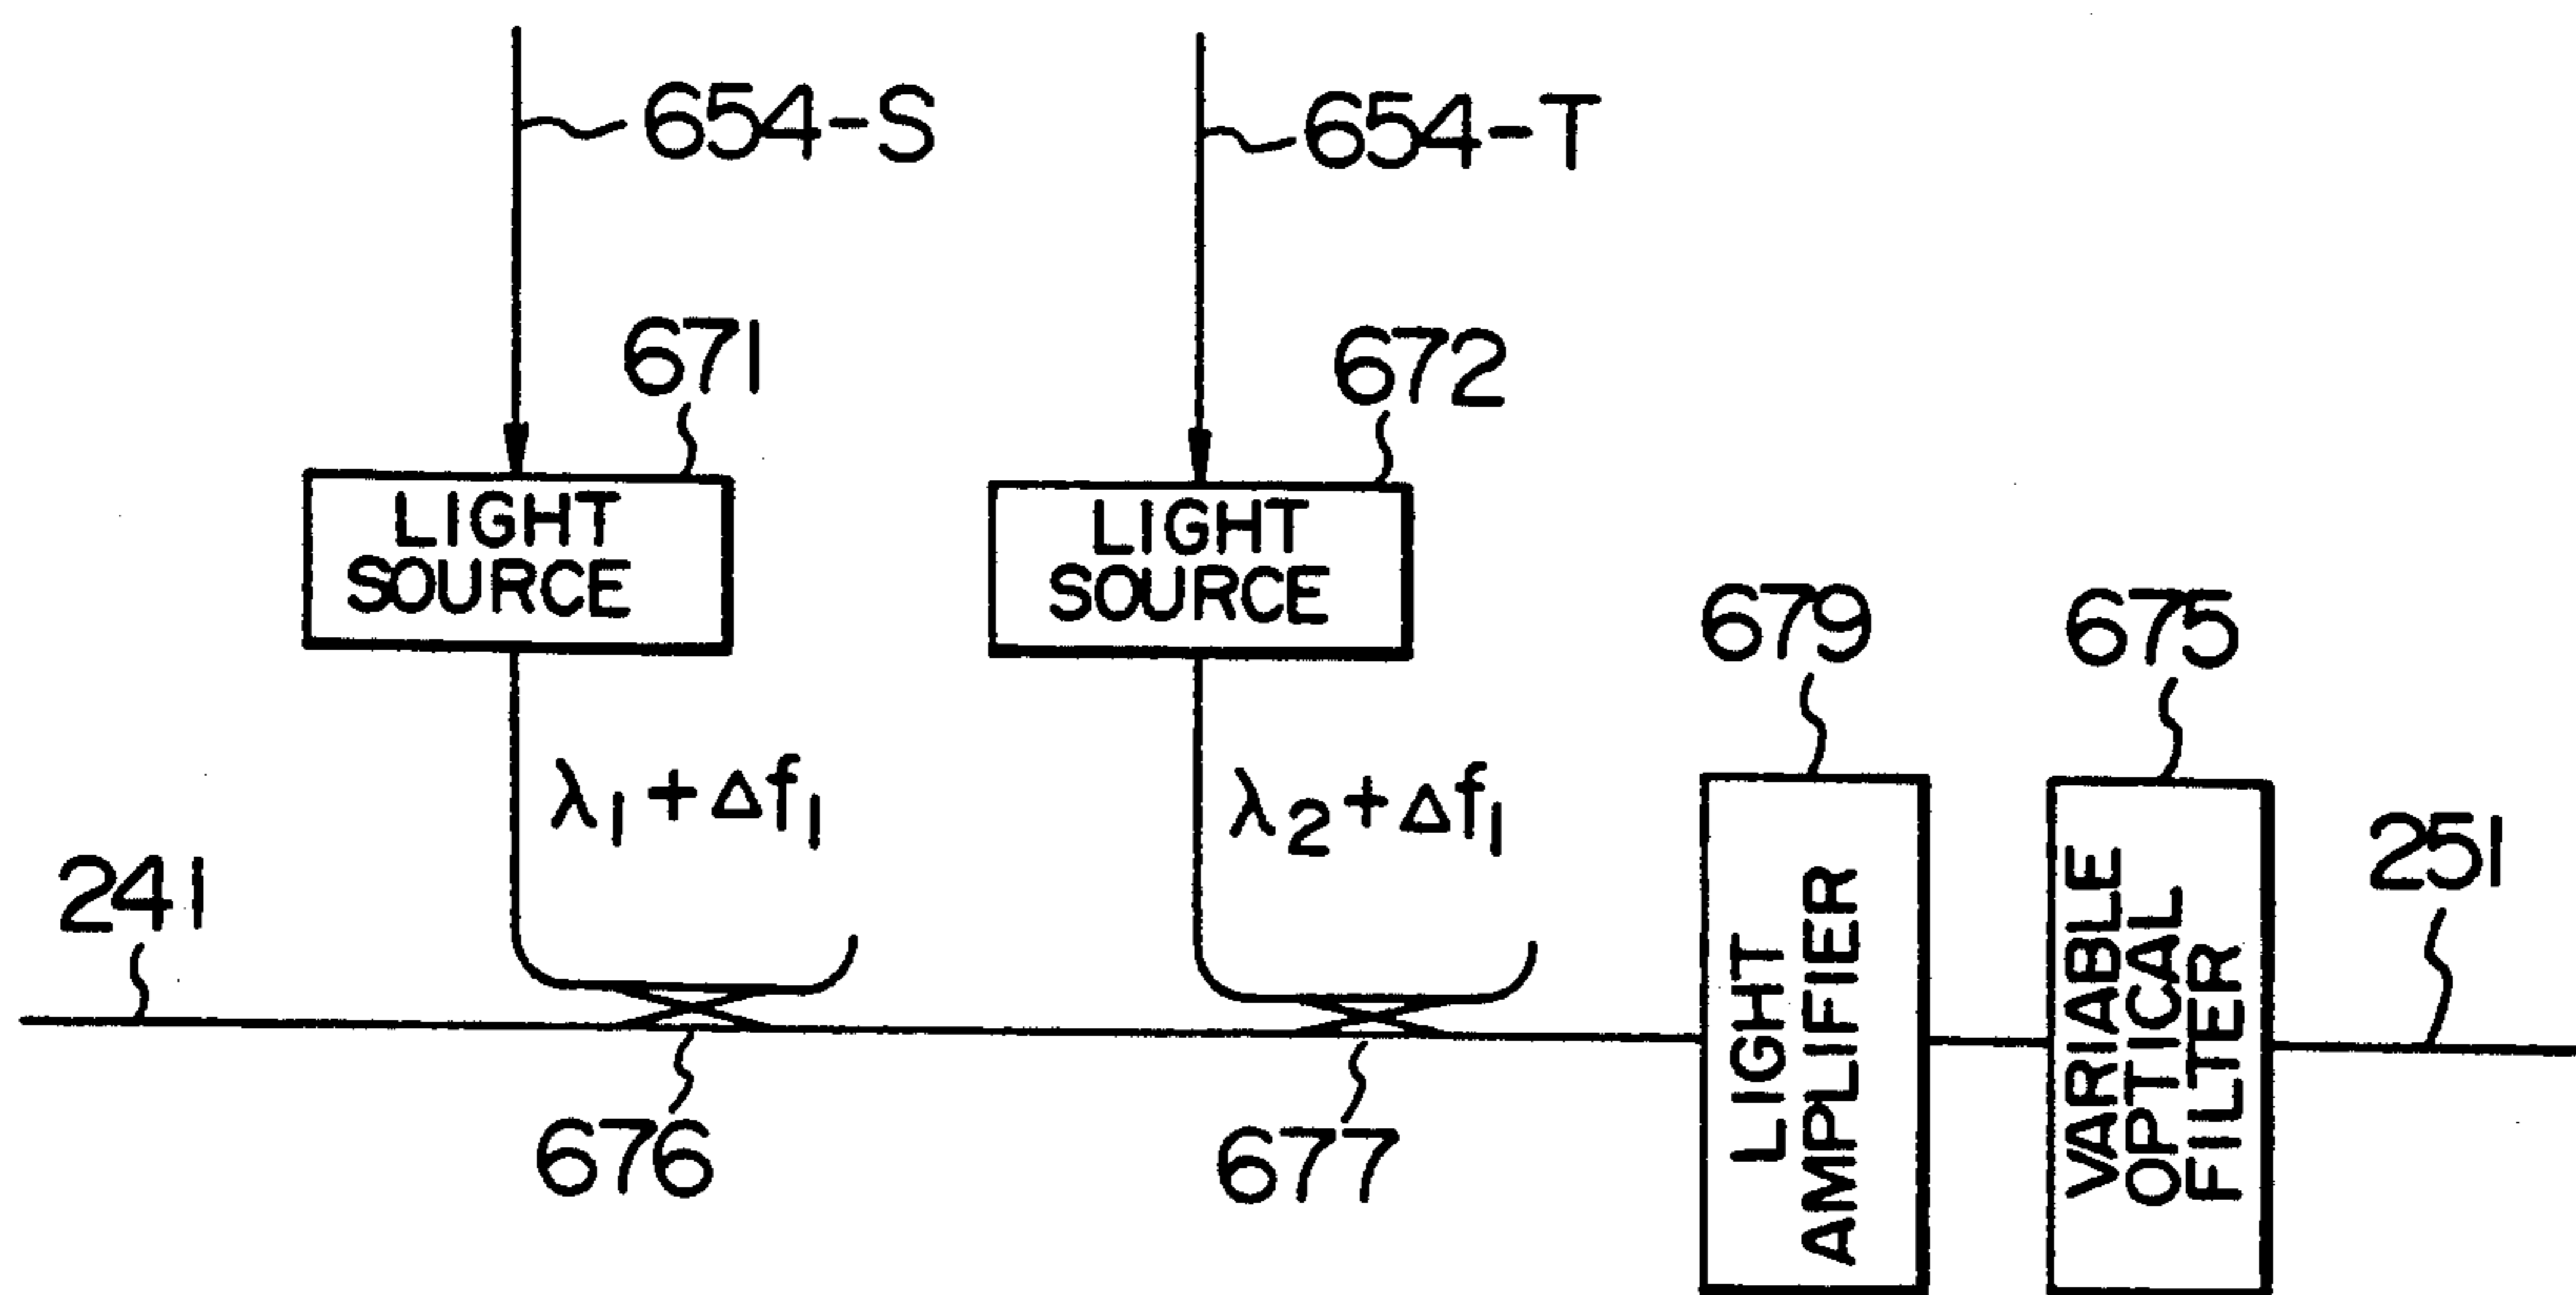 654-S
654-T
671
672
LIGHT
SOURCE
LIGHT
SOURCE
679
675
λ₁ + Δf₁
λ₂ + Δf₁
241
251
LIGHT
AMPLIFIER
VARIABLE
OPTICAL
FILTER
676
677